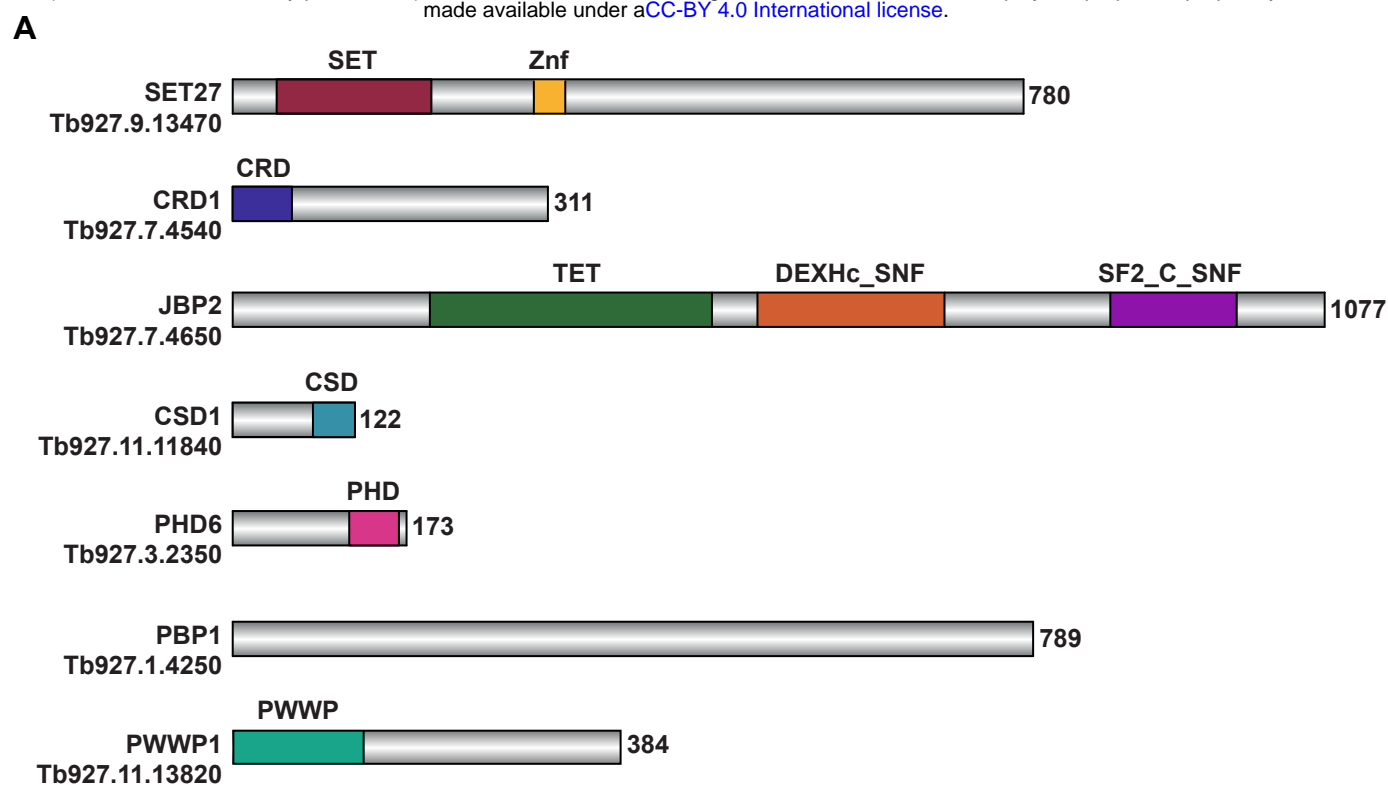 made available under aCC-BY 4.0 International license.
A
SET Znf
SET27 780
Tb927.9.13470
CRD
CRD1 311
Tb927.7.4540
TET DEXHc_SNF SF2_C_SNF
JBP2 1077
Tb927.7.4650
CSD
CSD1 122
Tb927.11.11840
PHD
PHD6 173
Tb927.3.2350
PBP1 789
Tb927.1.4250
PWWP
PWWP1 384
Tb927.11.13820